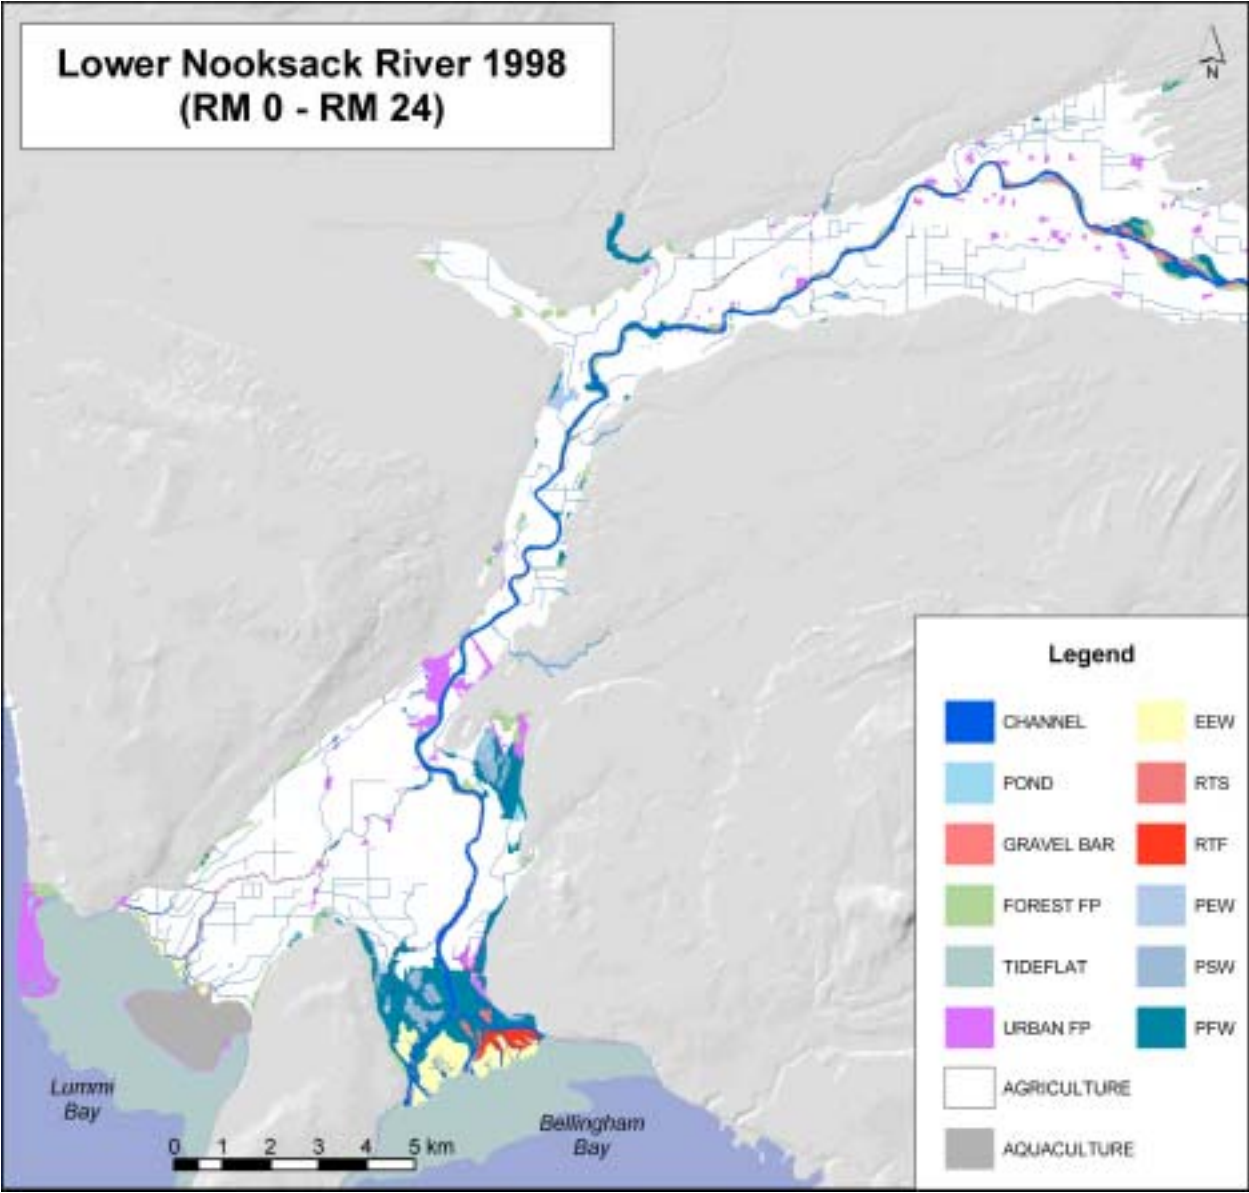 Lower Nooksack River 1998
(RM 0 - RM 24)
N
Legend
CHANNEL
POND
GRAVEL BAR
FOREST FP
TIDEFLAT
URBAN FP
AGRICULTURE
AQUACULTURE
EEW
RTS
RTF
PEW
PSW
PFW
Lummi
Bay
Bellingham
Bay
0 1 2 3 4 5 km